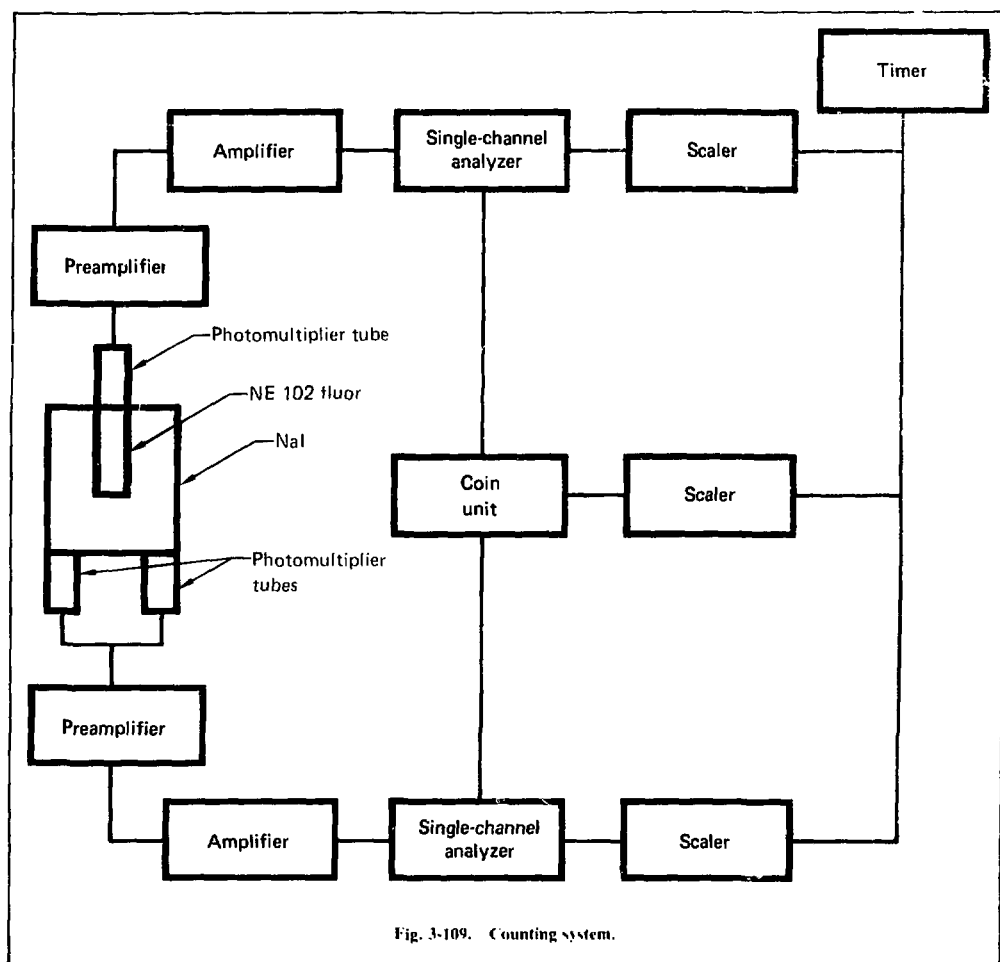 Timer
Amplifier
Single-channel
analyzer
Scaler
Preamplifier
Photomultiplier tube
NE 102 fluor
NaI
Coin
unit
Scaler
Photomultiplier
tubes
Preamplifier
Amplifier
Single-channel
analyzer
Scaler
Fig. 3-109. Counting system.